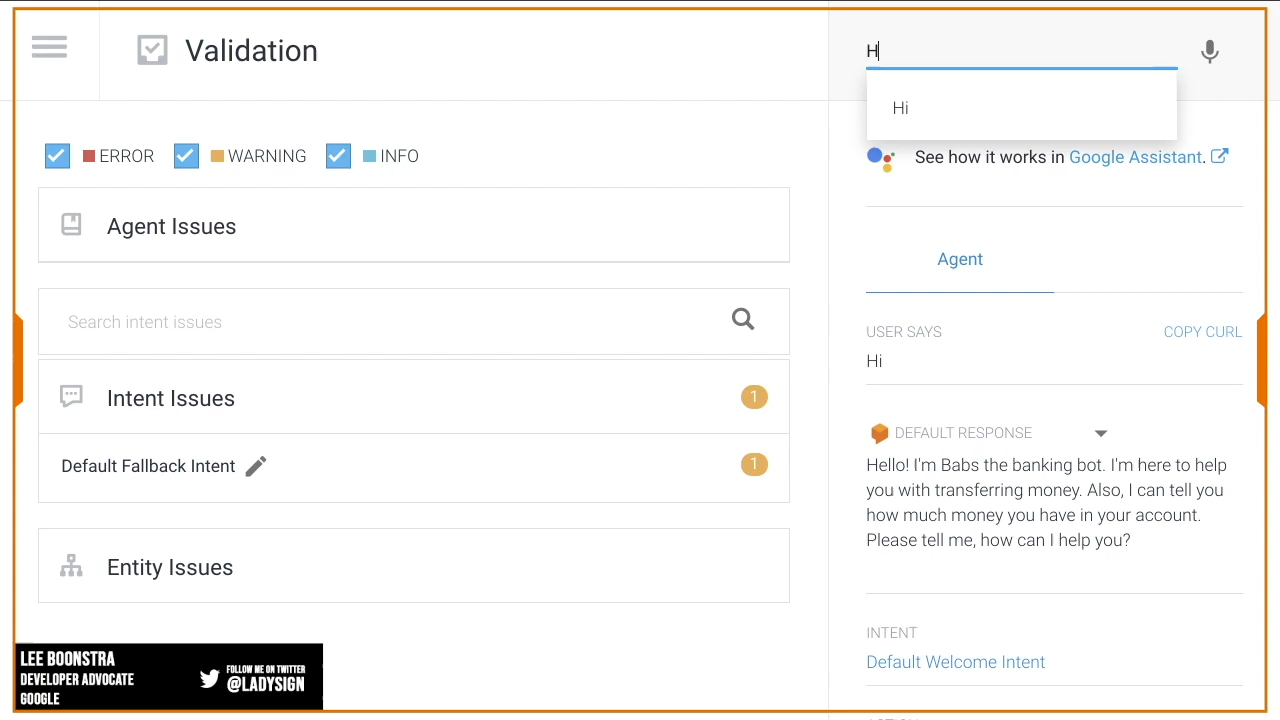 Validation
H
Hi
ERROR
WARNING
INFO
See how it works in Google Assistant.
Agent Issues
Agent
Search intent issues
USER SAYS
COPY CURL
Hi
Intent Issues
1
DEFAULT RESPONSE
Default Fallback Intent
1
Hello! I'm Babs the banking bot. I'm here to help
you with transferring money. Also, I can tell you
how much money you have in your account.
Please tell me, how can I help you?
Entity Issues
INTENT
Default Welcome Intent
LEE BOONSTRA
DEVELOPER ADVOCATE
GOOGLE
FOLLOW ME ON TWITTER
@LADYSIGN